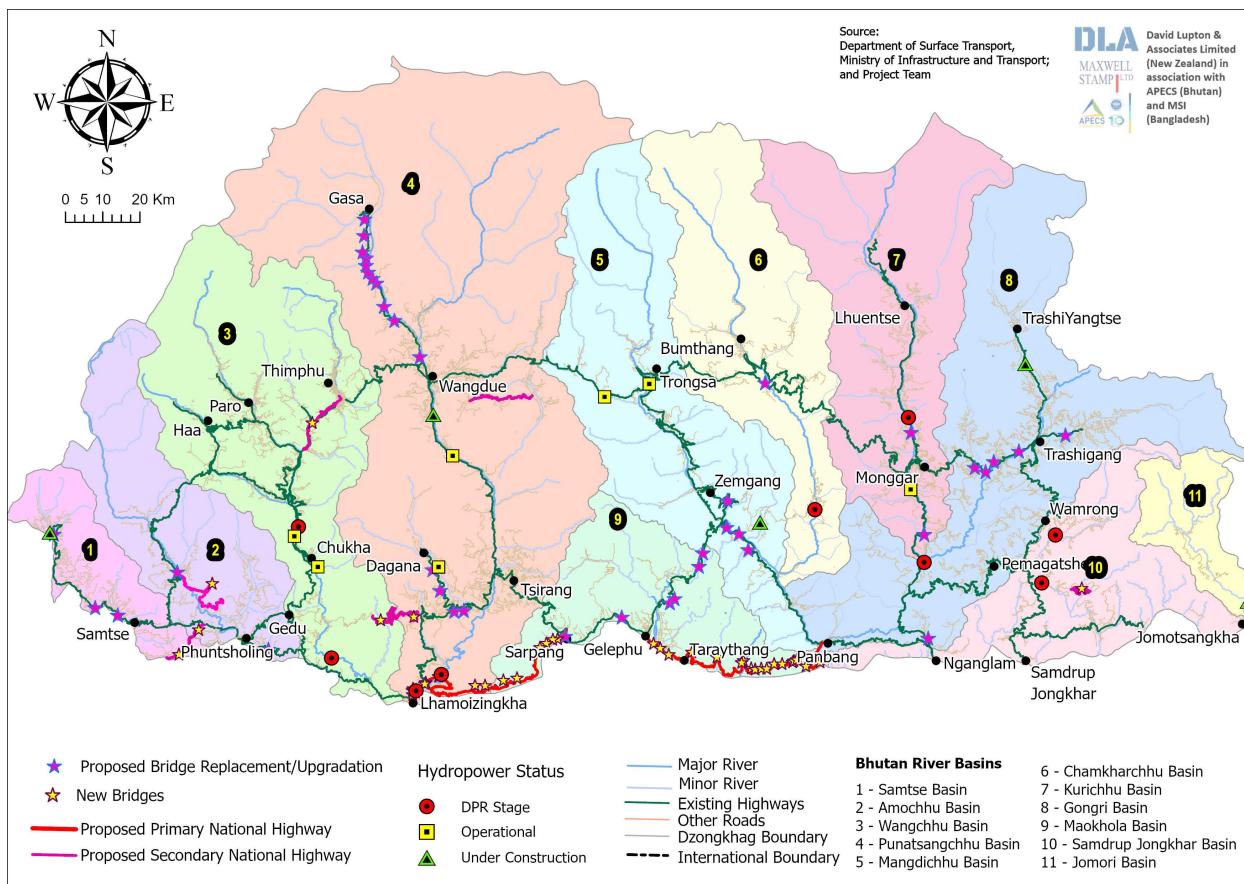 N
W
E
S
0 5 10 20 Km
Source:
Department of Surface Transport,
Ministry of Infrastructure and Transport;
and Project Team
DLA
MAXWELL
STAMP LTD
APECS
David Lupton &
Associates Limited
(New Zealand) in
association with
APECS (Bhutan)
and MSI
(Bangladesh)
4
Gasa
5
6
7
8
3
Lhuentse
TrashiYangtse
Thimphu
Bumthang
Wangdue
Trongsa
Paro
Haa
Trashigang
Monggar
Zemgang
11
Wamrong
9
1
2
Chukha
Dagana
Pemagatshe
10
Tsirang
Samtse
Gedu
Phuntsholing
Sarpang
Gelephu
Taraythang
Panbang
Nganglam
Samdrup
Jongkhar
Jomotsangkha
Lhamoizingkha
Proposed Bridge Replacement/Upgradation
New Bridges
Proposed Primary National Highway
Proposed Secondary National Highway
Hydropower Status
DPR Stage
Operational
Under Construction
Major River
Minor River
Existing Highways
Other Roads
Dzongkhag Boundary
International Boundary
Bhutan River Basins
1 - Samtse Basin
2 - Amochhu Basin
3 - Wangchhu Basin
4 - Punatsangchhu Basin
5 - Mangdichhu Basin
6 - Chamkharchhu Basin
7 - Kurichhu Basin
8 - Gongri Basin
9 - Maokhola Basin
10 - Samdrup Jongkhar Basin
11 - Jomori Basin